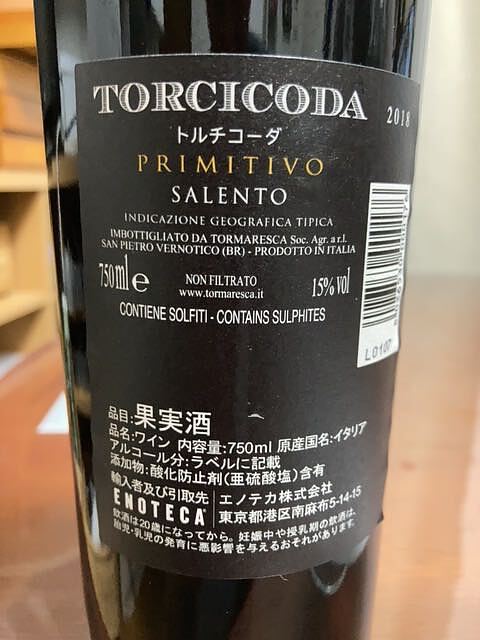 TORCICODA 2018
トルチコーダ
PRIMITIVO
SALENTO
INDICAZIONE GEOGRAFICA TIPICA
IMBOTTIGLIATO DA TORMARESCA Soc. Agr. a r.l.
SAN PIETRO VERNOTICO (BR) - PRODOTTO IN ITALIA
750 ml e NON FILTRATO 15% vol
www.tormaresca.it
CONTIENE SOLFITI - CONTAINS SULPHITES
L0107
品目:果実酒
品名:ワイン 内容量:750ml 原産国名:イタリア
アルコール分:ラベルに記載
添加物:酸化防止剤(亜硫酸塩)含有
輸入者及び引取先 エノテカ株式会社
ENOTECA 東京都港区南麻布5-14-15
飲酒は20歳になってから。妊娠中や授乳期の飲酒は、
胎児・乳児の発育に悪影響を与えるおそれがあります。